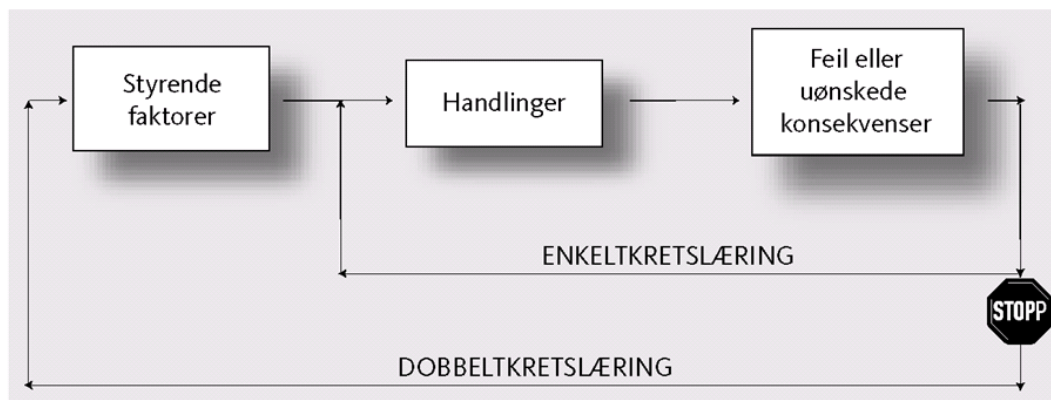 Styrende
faktorer
Handlinger
Feil eller
uønskede
konsekvenser
ENKELTKRETSLÆRING
STOPP
DOBBELTKRETSLÆRING